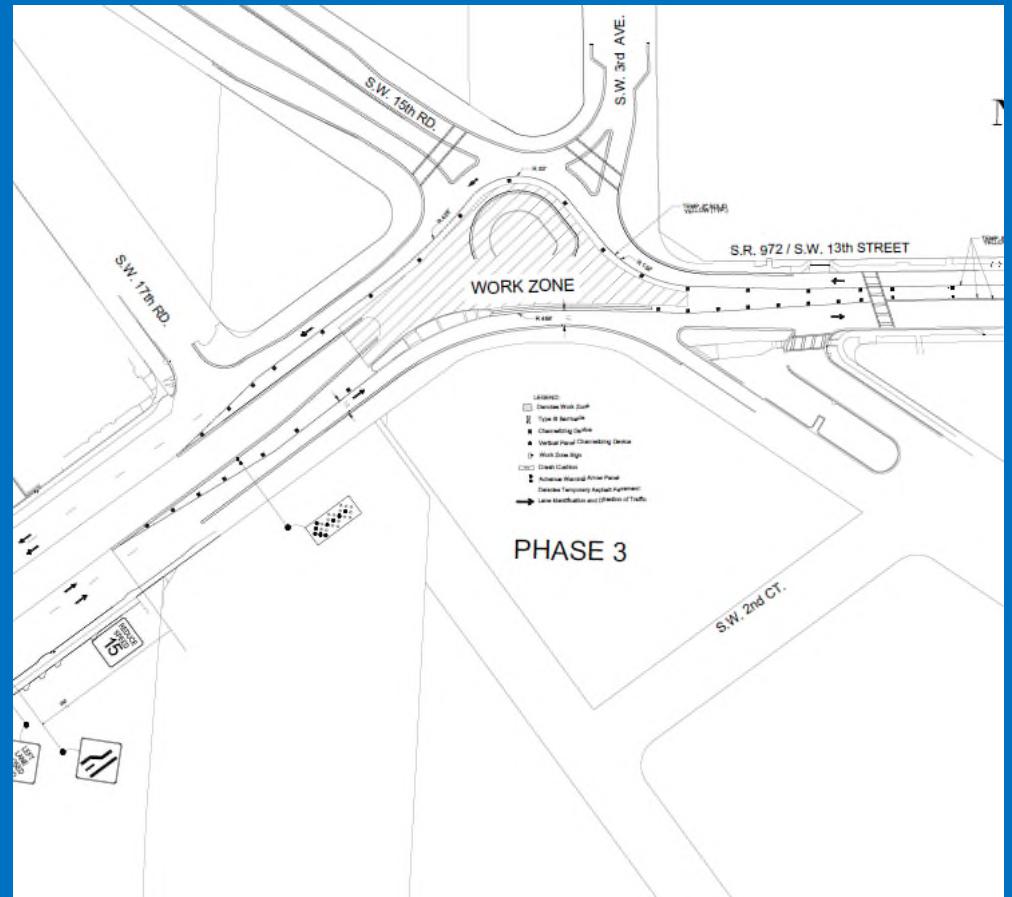 S.W. 3rd AVE.
S.W. 15th RD.
N
S.R. 972 / S.W. 13th STREET
S.W. 17th RD.
WORK ZONE
LEGEND:
Denotes Work Zone
Type III Barricade
Channelizing Device
Vertical Panel Channelizing Device
Work Zone Sign
Crash Cushion
Advance Warning Arrow Panel
Denotes Temporary Asphalt Pavement
Lane Identification and Direction of Traffic
PHASE 3
S.W. 2nd CT.
REDUCE
SPEED
15
LEFT
LANE